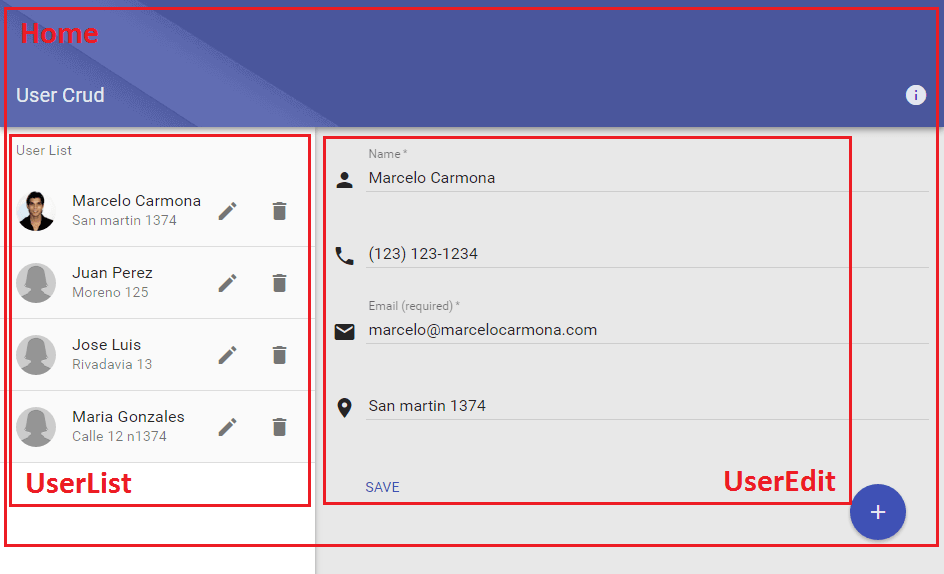 Home
User Crud
User List
Marcelo Carmona
San martin 1374
Juan Perez
Moreno 125
Jose Luis
Rivadavia 13
Maria Gonzales
Calle 12 n1374
UserList
Name *
Marcelo Carmona
(123) 123-1234
Email (required) *
marcelo@marcelocarmona.com
San martin 1374
SAVE
UserEdit